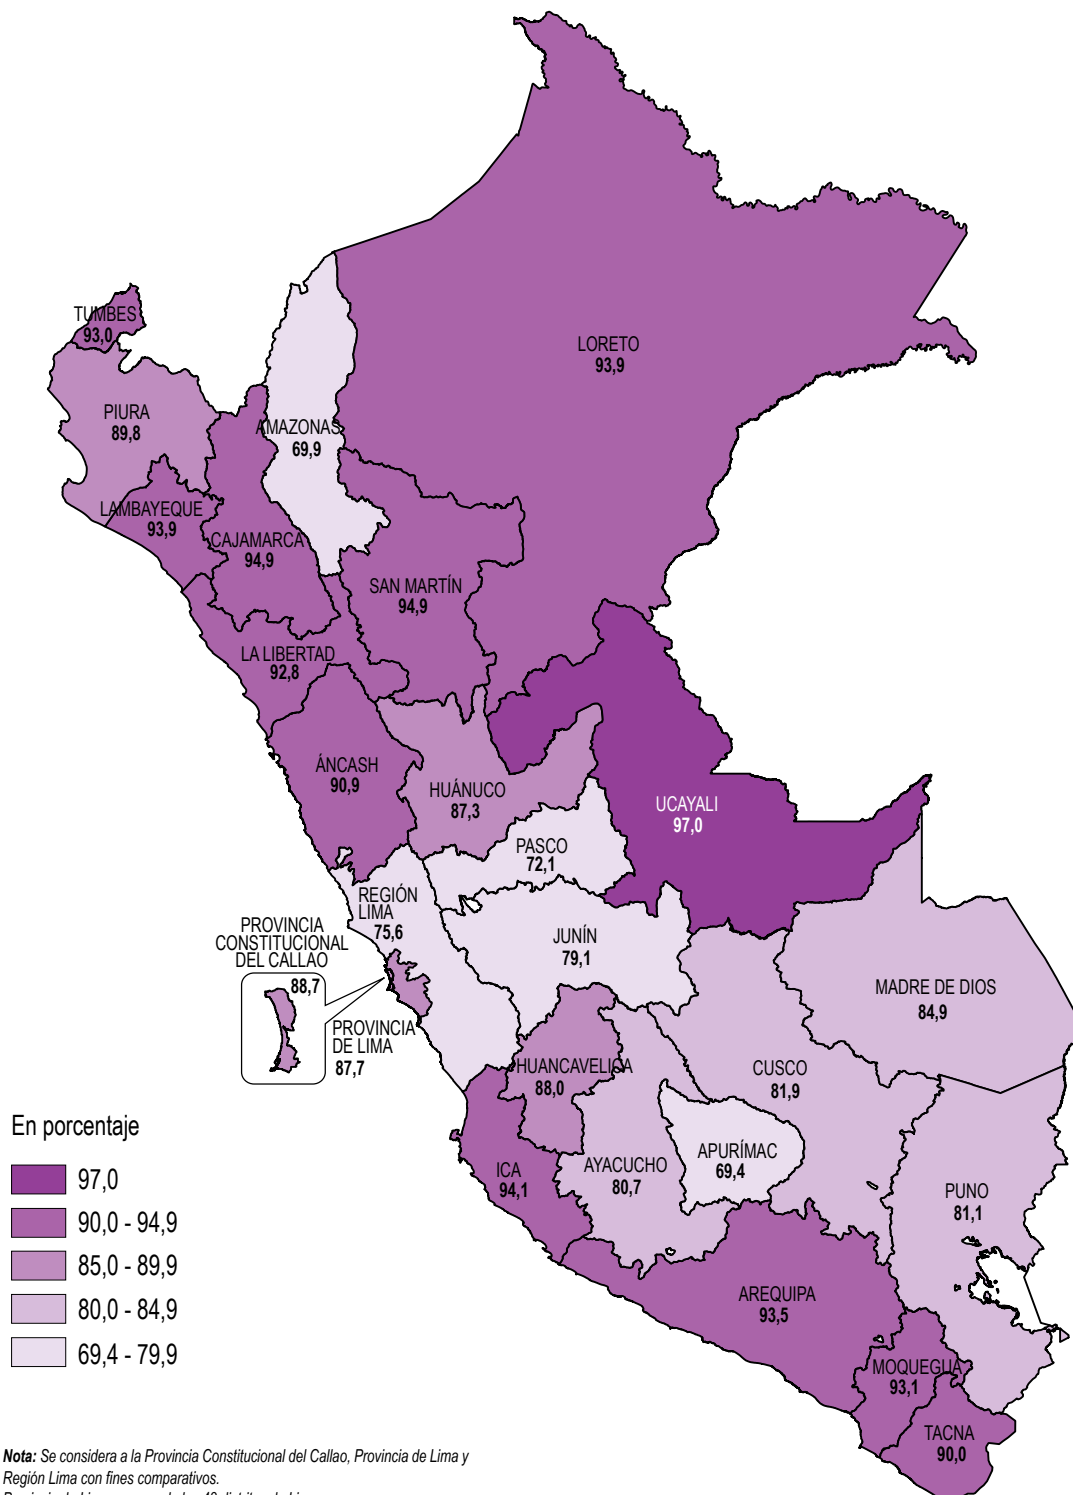 TUMBES
93,0
LORETO
93,9
PIURA
89,8
AMAZONAS
69,9
LAMBAYEQUE
93,9
CAJAMARCA
94,9
SAN MARTÍN
94,9
LA LIBERTAD
92,8
ÁNCASH
90,9
HUÁNUCO
87,3
UCAYALI
97,0
PASCO
72,1
REGIÓN
LIMA
75,6
PROVINCIA
CONSTITUCIONAL
DEL CALLAO
88,7
JUNÍN
79,1
MADRE DE DIOS
84,9
PROVINCIA
DE LIMA
87,7
HUANCAVELICA
88,0
CUSCO
81,9
APURÍMAC
69,4
AYACUCHO
80,7
ICA
94,1
PUNO
81,1
AREQUIPA
93,5
MOQUEGUA
93,1
TACNA
90,0
En porcentaje
97,0
90,0 - 94,9
85,0 - 89,9
80,0 - 84,9
69,4 - 79,9
Nota: Se considera a la Provincia Constitucional del Callao, Provincia de Lima y
Región Lima con fines comparativos.